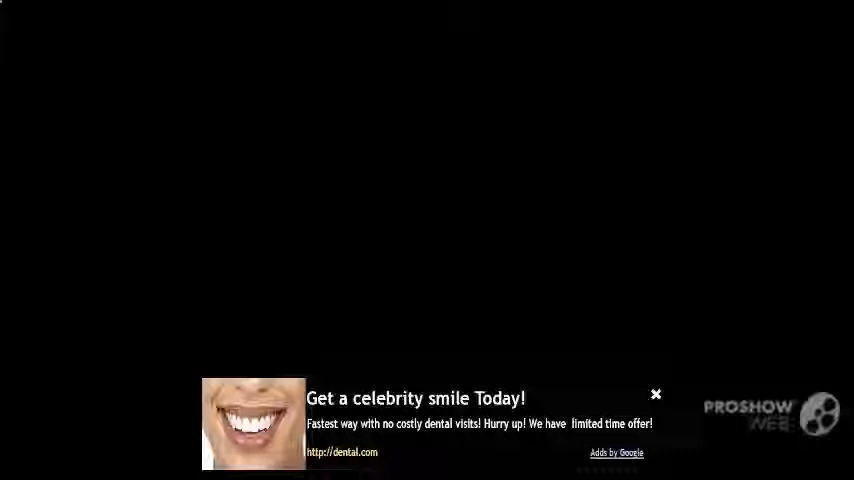 Get a celebrity smile Today!
Fastest way with no costly dental visits! Hurry up! We have limited time offer!
http://dental.com
Adds by Google
PROSHOW
WEB